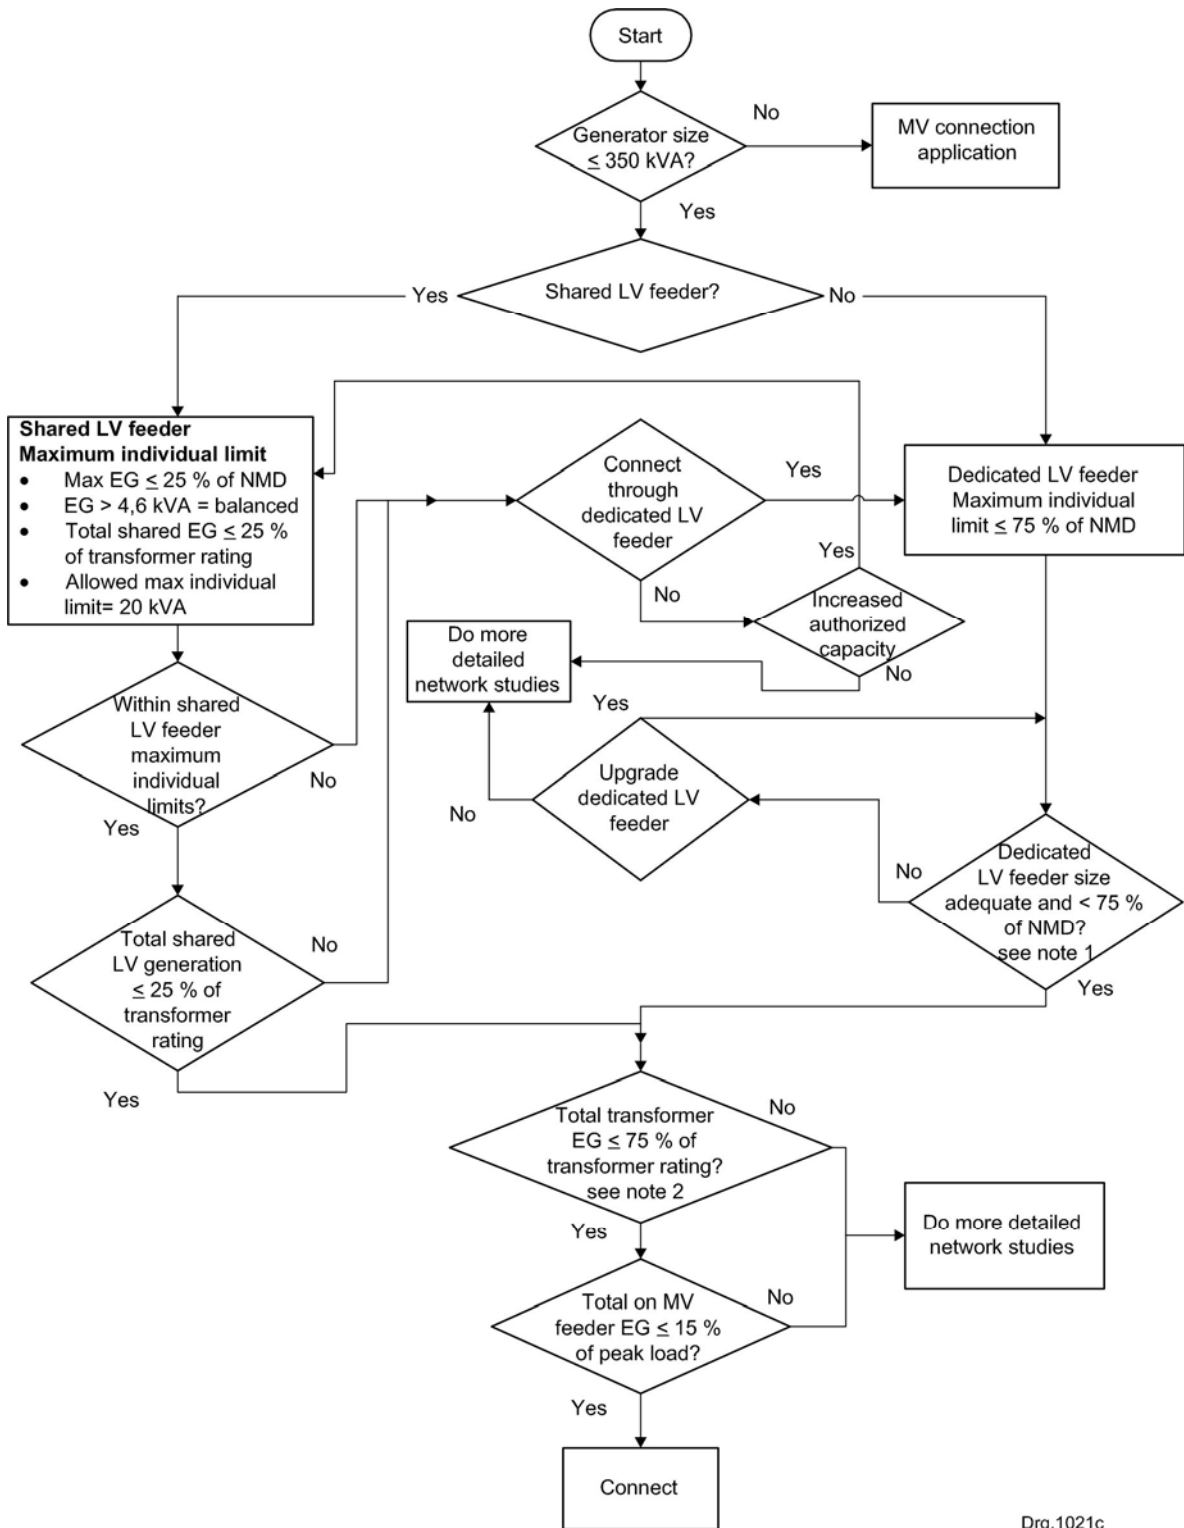 Start
No
Generator size
≤ 350 kVA?
MV connection
application
Yes
Yes
Shared LV feeder?
No
Shared LV feeder
Maximum individual limit
• Max EG ≤ 25 % of NMD
• EG > 4,6 kVA = balanced
• Total shared EG ≤ 25 %
of transformer rating
• Allowed max individual
limit= 20 kVA
Connect
through
dedicated LV
feeder
Yes
Dedicated LV feeder
Maximum individual
limit ≤ 75 % of NMD
Yes
No
Increased
authorized
capacity
No
Do more
detailed
network studies
Within shared
LV feeder
maximum
individual
limits?
No
Yes
Yes
Upgrade
dedicated LV
feeder
No
No
Dedicated
LV feeder size
adequate and < 75 %
of NMD?
see note 1
Yes
Total shared
LV generation
≤ 25 % of
transformer
rating
No
Yes
Total transformer
EG ≤ 75 % of
transformer rating?
see note 2
No
Yes
Do more detailed
network studies
Total on MV
feeder EG ≤ 15 %
of peak load?
No
Yes
Connect
Drg.1021c